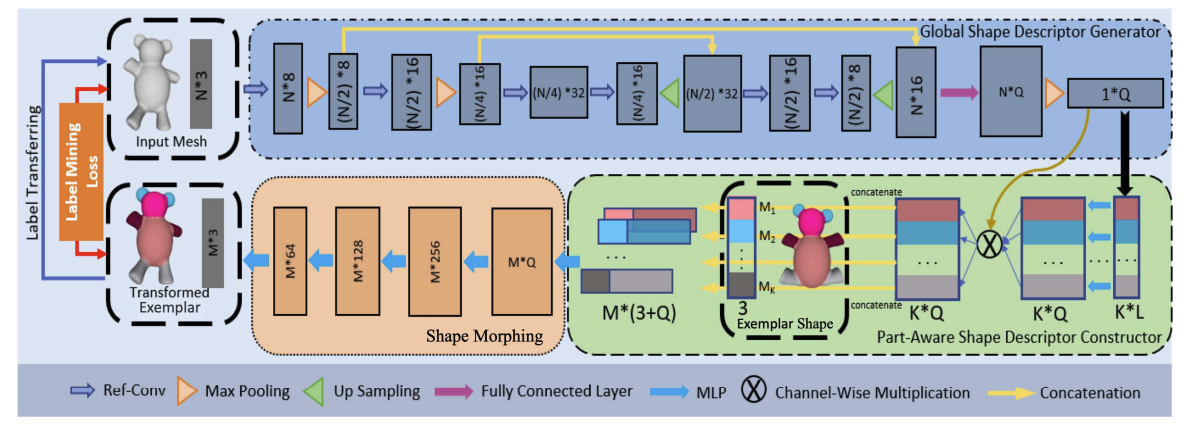 Global Shape Descriptor Generator
Label Transferring
Label Mining
Loss
N*3
Input Mesh
N*8
(N/2) *8
(N/2) *16
(N/4) *16
(N/4) *32
(N/4) *16
(N/2) *32
(N/2) *16
(N/2) *8
N*16
N*Q
1*Q
M*3
Transformed
Exemplar
M*64
M*128
M*256
M*Q
Shape Morphing
...
M*(3+Q)
M1
M2
...
MK
3
Exemplar Shape
concatenate
concatenate
...
K*Q
...
K*Q
.....
...
K*L
Part-Aware Shape Descriptor Constructor
Ref-Conv
Max Pooling
Up Sampling
Fully Connected Layer
MLP
Channel-Wise Multiplication
Concatenation